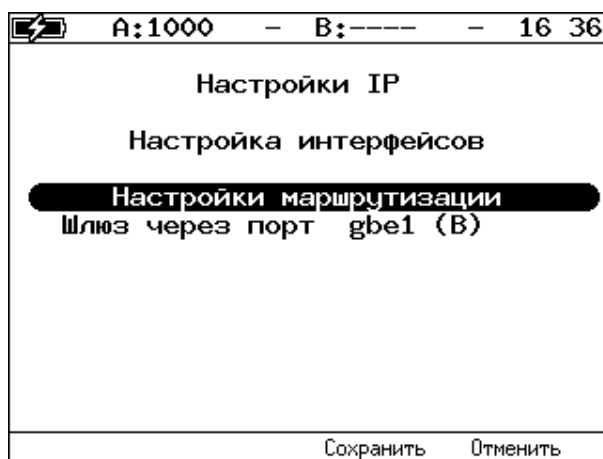 A:1000 – B:---- – 16 36
Настройки IP
Настройка интерфейсов
Настройки маршрутизации
Шлюз через порт gbe1 (B)
Сохранить Отменить